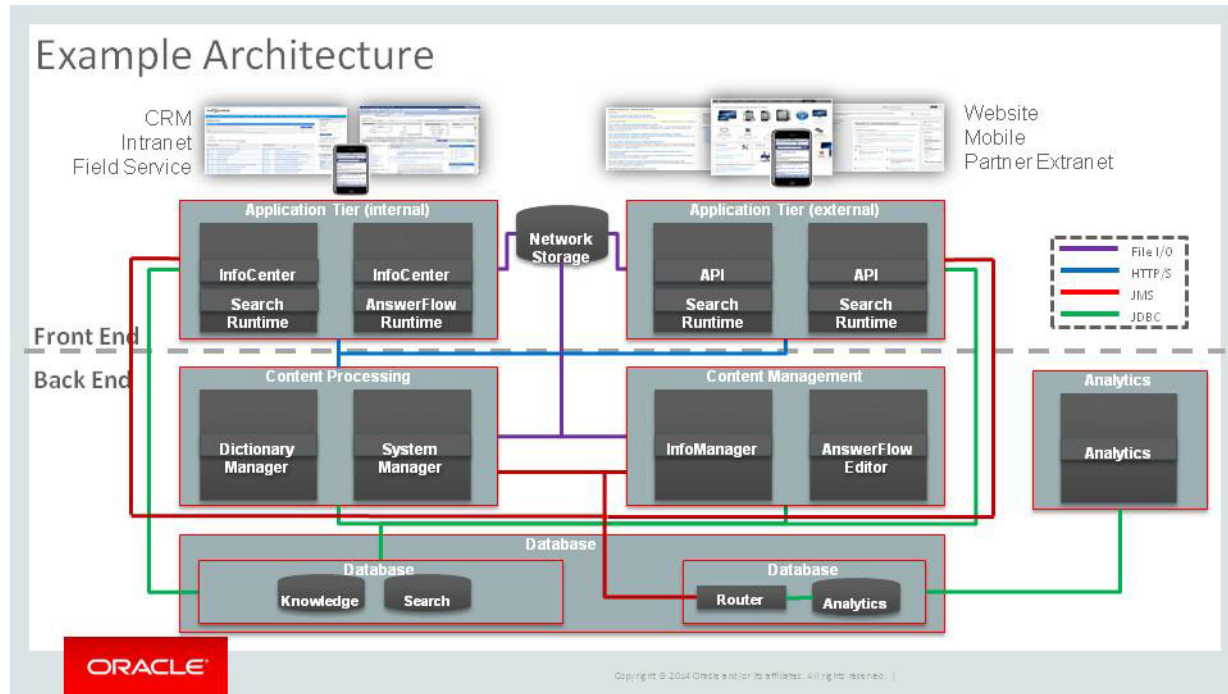 Example Architecture
CRM
Intranet
Field Service
Website
Mobile
Partner Extranet
Application Tier (internal)
InfoCenter
Search
Runtime
InfoCenter
AnswerFlow
Runtime
Network
Storage
Application Tier (external)
API
Search
Runtime
API
Search
Runtime
File I/O
HTTP/S
JMS
JDBC
Front End
Back End
Content Processing
Dictionary
Manager
System
Manager
Content Management
InfoManager
AnswerFlow
Editor
Analytics
Analytics
Database
Database
Knowledge
Search
Database
Router
Analytics
ORACLE
Copyright © 2014 Oracle and/or its affiliates. All rights reserved. |